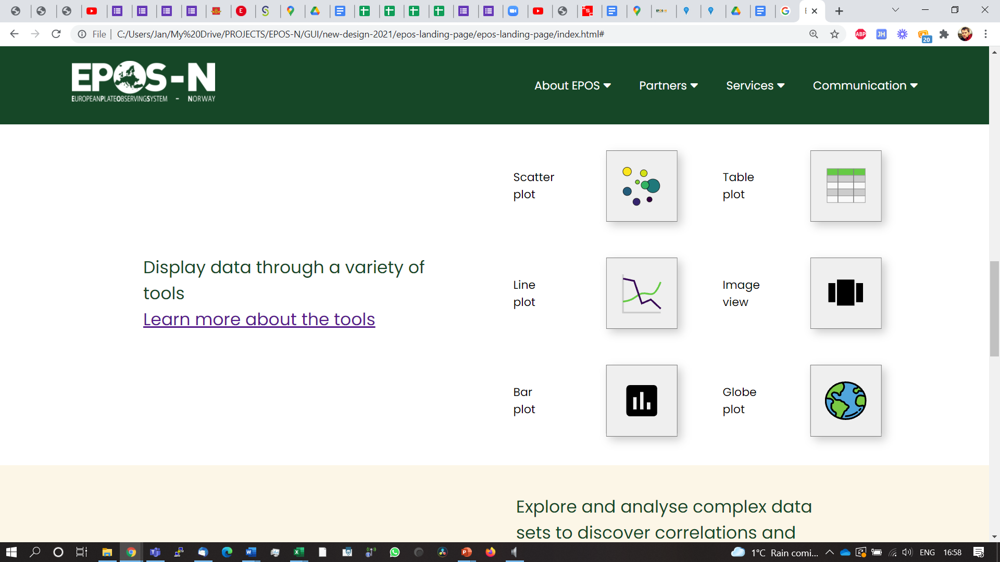 File
C:/Users/Jan/My%20Drive/PROJECTS/EPOS-N/GUI/new-design-2021/epos-landing-page/epos-landing-page/index.html#
ABP
JH
20
EPOS-N
EUROPEANPLATEOBSERVINGSYSTEM - NORWAY
About EPOS
Partners
Services
Communication
Scatter
plot
Table
plot
Display data through a variety of
tools
Learn more about the tools
Line
plot
Image
view
Bar
plot
Globe
plot
Explore and analyse complex data
sets to discover correlations and
1°C Rain comi...
ENG
16:58